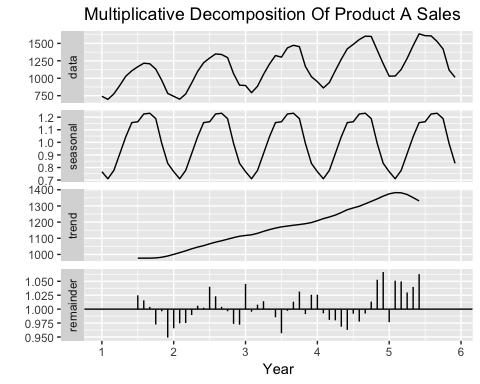 Multiplicative Decomposition Of Product A Sales
data
1500
1250
1000
750
seasonal
1.2
1.1
1.0
0.9
0.8
0.7
trend
1400
1300
1200
1100
1000
remainder
1.050
1.025
1.000
0.975
0.950
1 2 3 4 5 6
Year